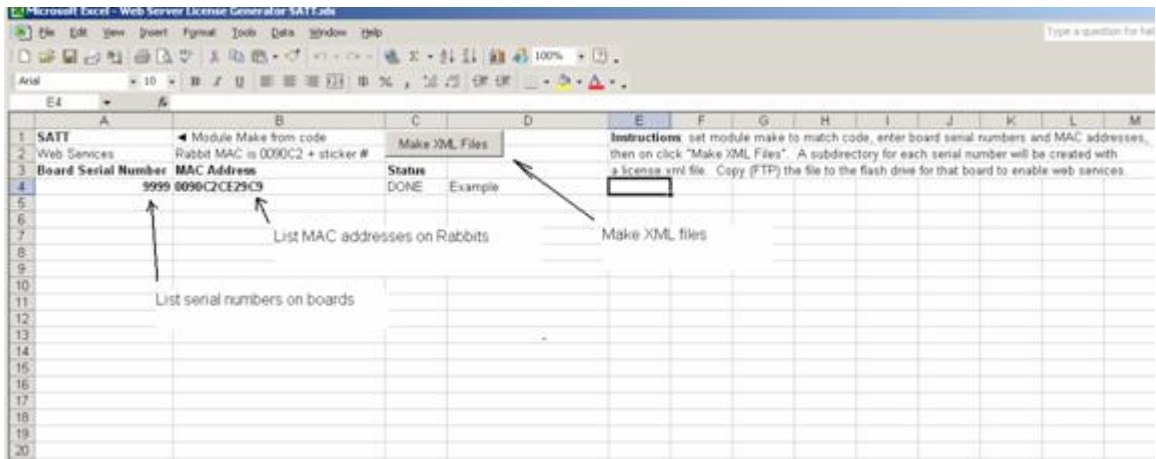 Microsoft Excel - Web Server License Generator SATT.xls
File Edit View Insert Format Tools Data Window Help
Type a question for hel
100%
Arial 10 B I U
E4 fx
A B C D E F G H I J K L M
1 SATT ◄ Module Make from code Make XML Files Instructions: set module make to match code, enter board serial numbers and MAC addresses,
2 Web Services Rabbit MAC is 0090C2 + sticker # then on click "Make XML Files". A subdirectory for each serial number will be created with
3 Board Serial Number MAC Address Status a license xml file. Copy (FTP) the file to the flash drive for that board to enable web services.
4 9999 0090C2CE29C9 DONE Example
5
6
7 List MAC addresses on Rabbits Make XML files
8
9
10
11 List serial numbers on boards
12
13
14
15
16
17
18
19
20